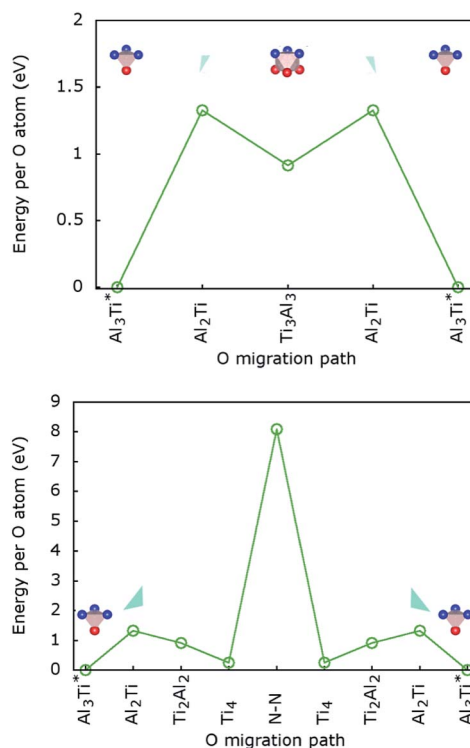 2
1.5
1
0.5
0
Energy per O atom (eV)
Al₃Ti*
Al₂Ti
Ti₃Al₃
Al₂Ti
Al₃Ti*
O migration path
9
8
7
6
5
4
3
2
1
0
Energy per O atom (eV)
Al₃Ti*
Al₂Ti
Ti₂Al₂
Ti₄
N-N
Ti₄
Ti₂Al₂
Al₂Ti
Al₃Ti*
O migration path